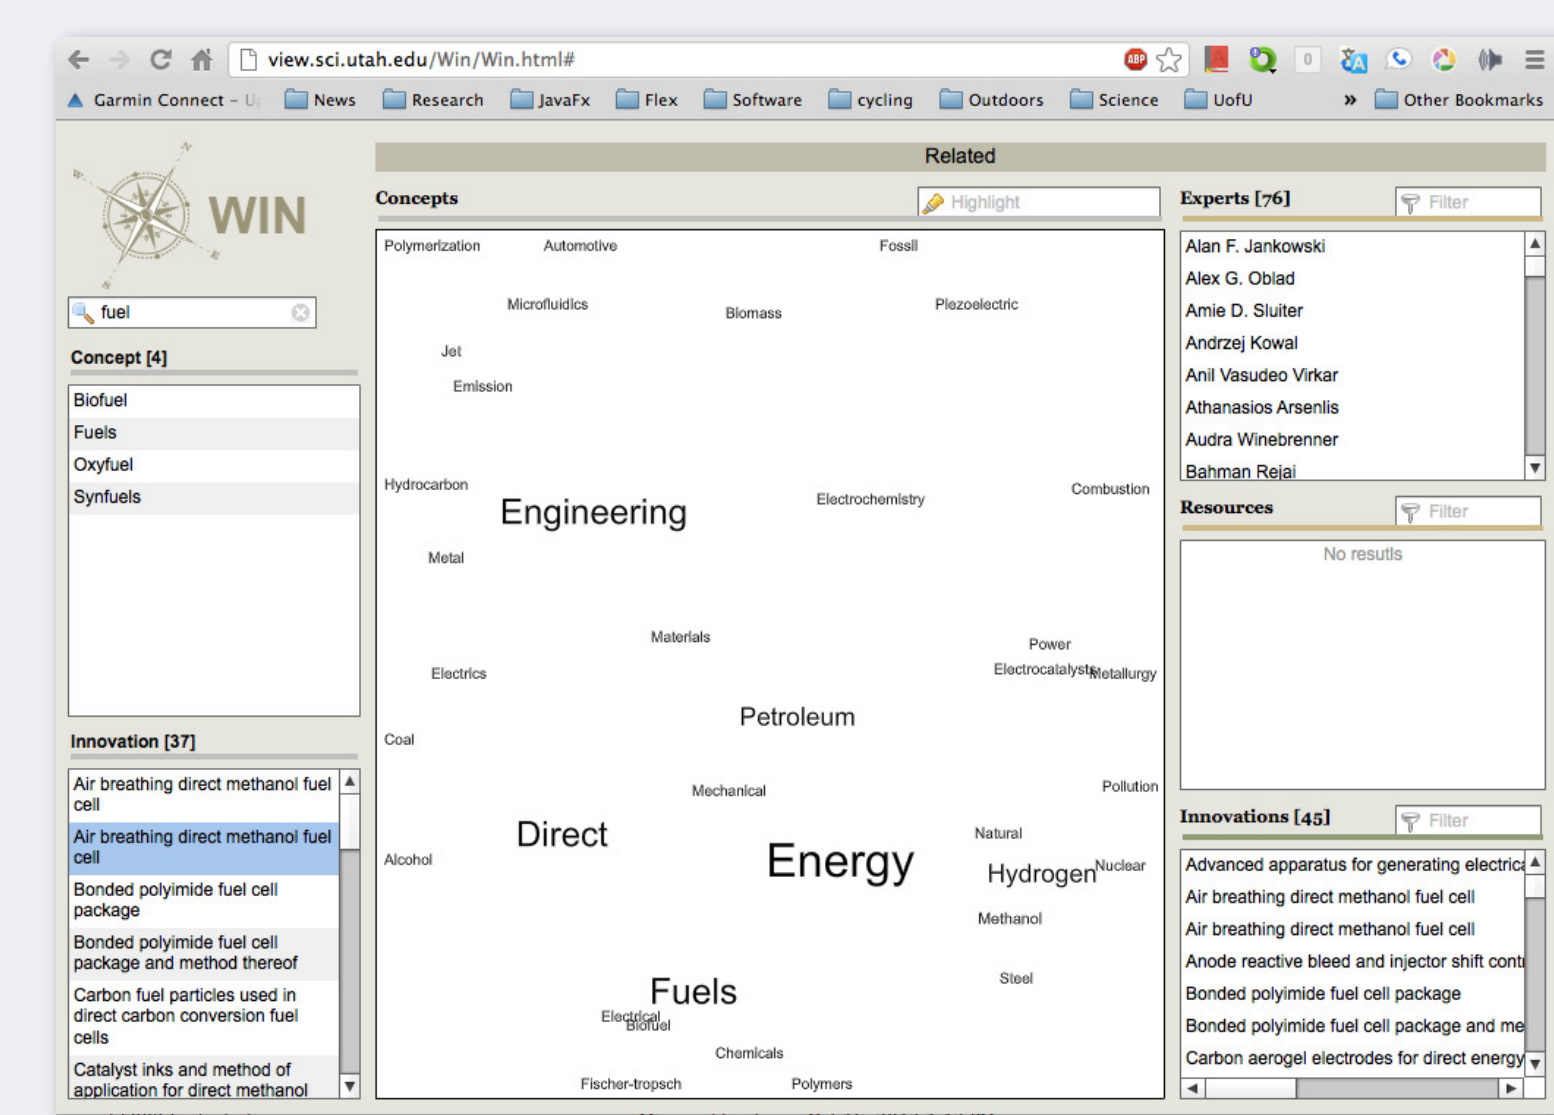 view.sci.utah.edu/Win/Win.html#
ABP
0
Garmin Connect - U
News
Research
JavaFx
Flex
Software
cycling
Outdoors
Science
UofU
»
Other Bookmarks
WIN
fuel
Concept [4]
Biofuel
Fuels
Oxyfuel
Synfuels
Innovation [37]
Air breathing direct methanol fuel
cell
Air breathing direct methanol fuel
cell
Bonded polyimide fuel cell
package
Bonded polyimide fuel cell
package and method thereof
Carbon fuel particles used in
direct carbon conversion fuel
cells
Catalyst inks and method of
application for direct methanol
Related
Concepts
Highlight
Polymerization
Automotive
Fossil
Microfluidics
Biomass
Piezoelectric
Jet
Emission
Hydrocarbon
Engineering
Electrochemistry
Combustion
Metal
Materials
Power
Electrics
Electrocatalysts
Metallurgy
Petroleum
Coal
Mechanical
Pollution
Direct
Natural
Alcohol
Energy
Hydrogen
Nuclear
Methanol
Steel
Fuels
Electrical
Biofuel
Chemicals
Fischer-tropsch
Polymers
Experts [76]
Filter
Alan F. Jankowski
Alex G. Oblad
Amie D. Sluiter
Andrzej Kowal
Anil Vasudeo Virkar
Athanasios Arsenlis
Audra Winebrenner
Bahman Rejai
Resources
Filter
No resutls
Innovations [45]
Filter
Advanced apparatus for generating electrica
Air breathing direct methanol fuel cell
Air breathing direct methanol fuel cell
Anode reactive bleed and injector shift contr
Bonded polyimide fuel cell package
Bonded polyimide fuel cell package and me
Carbon aerogel electrodes for direct energy